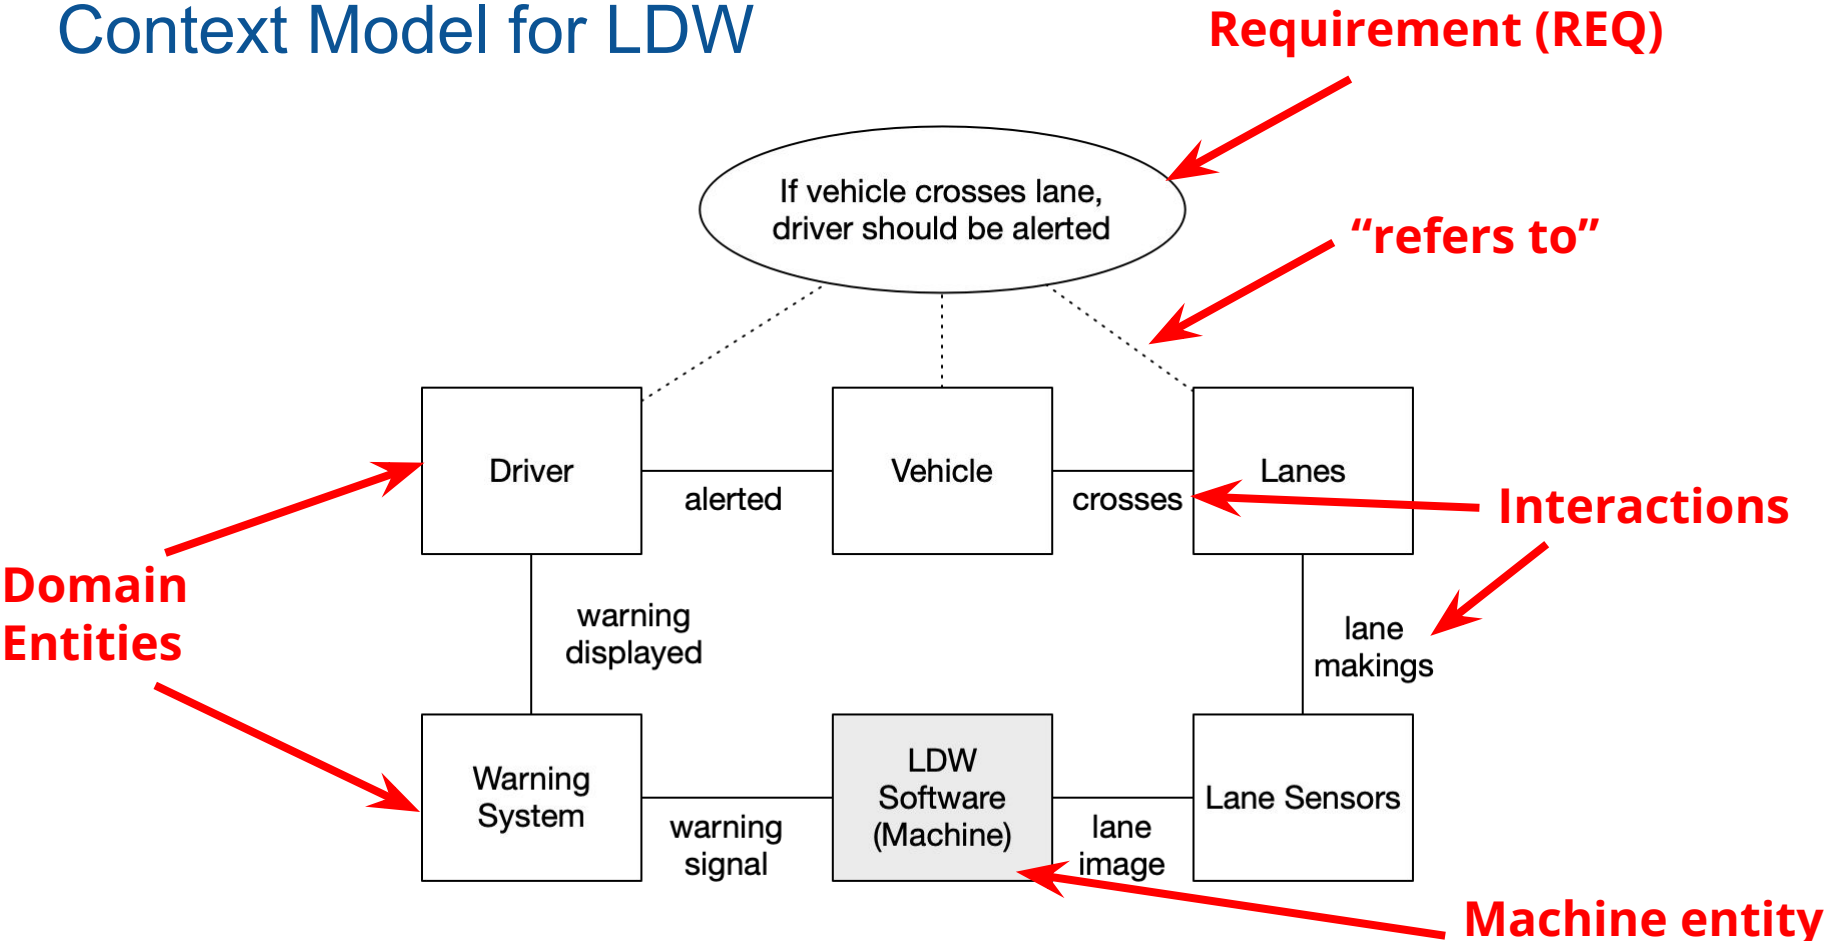 Context Model for LDW
Requirement (REQ)
If vehicle crosses lane,
driver should be alerted
“refers to”
Driver
alerted
Vehicle
crosses
Lanes
Interactions
Domain
Entities
warning
displayed
lane
makings
Warning
System
warning
signal
LDW
Software
(Machine)
lane
image
Lane Sensors
Machine entity